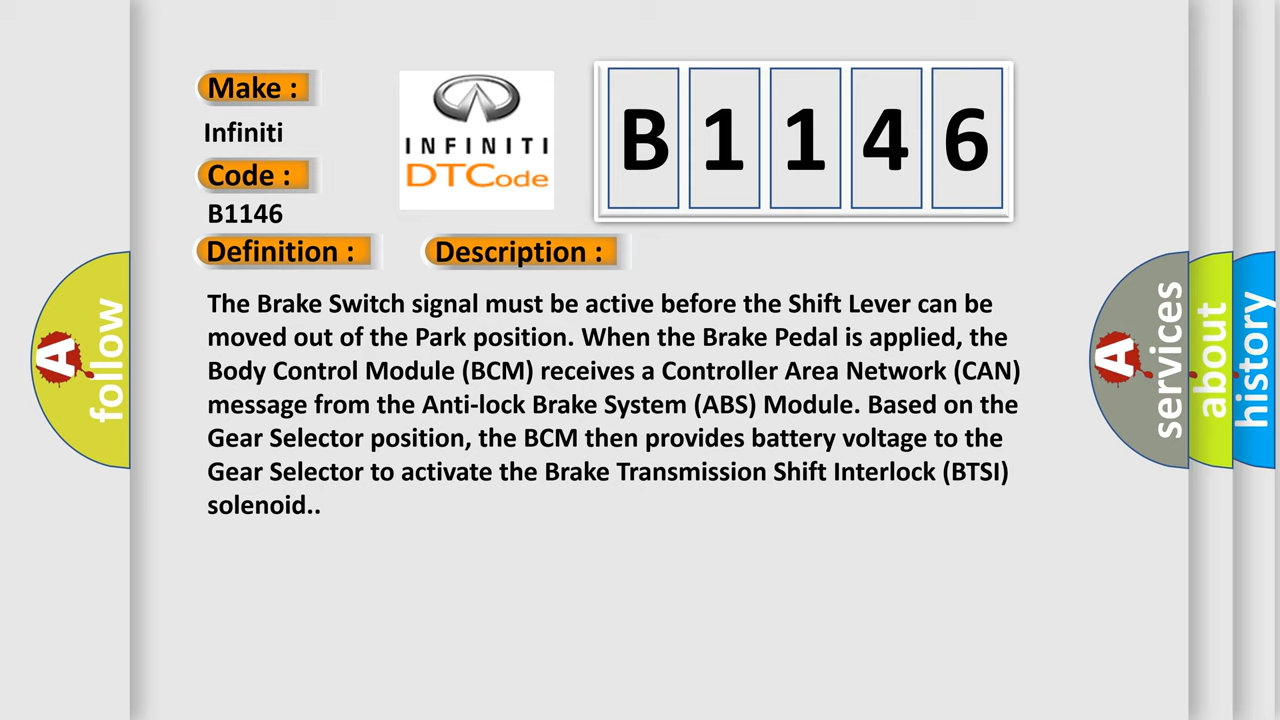 Make :
Infiniti
Code :
B1146
INFINITI
DTCode
B1146
Definition :
Description :
The Brake Switch signal must be active before the Shift Lever can be
moved out of the Park position. When the Brake Pedal is applied, the
Body Control Module (BCM) receives a Controller Area Network (CAN)
message from the Anti-lock Brake System (ABS) Module. Based on the
Gear Selector position, the BCM then provides battery voltage to the
Gear Selector to activate the Brake Transmission Shift Interlock (BTSI)
solenoid..
A
follow
A
services
about
history